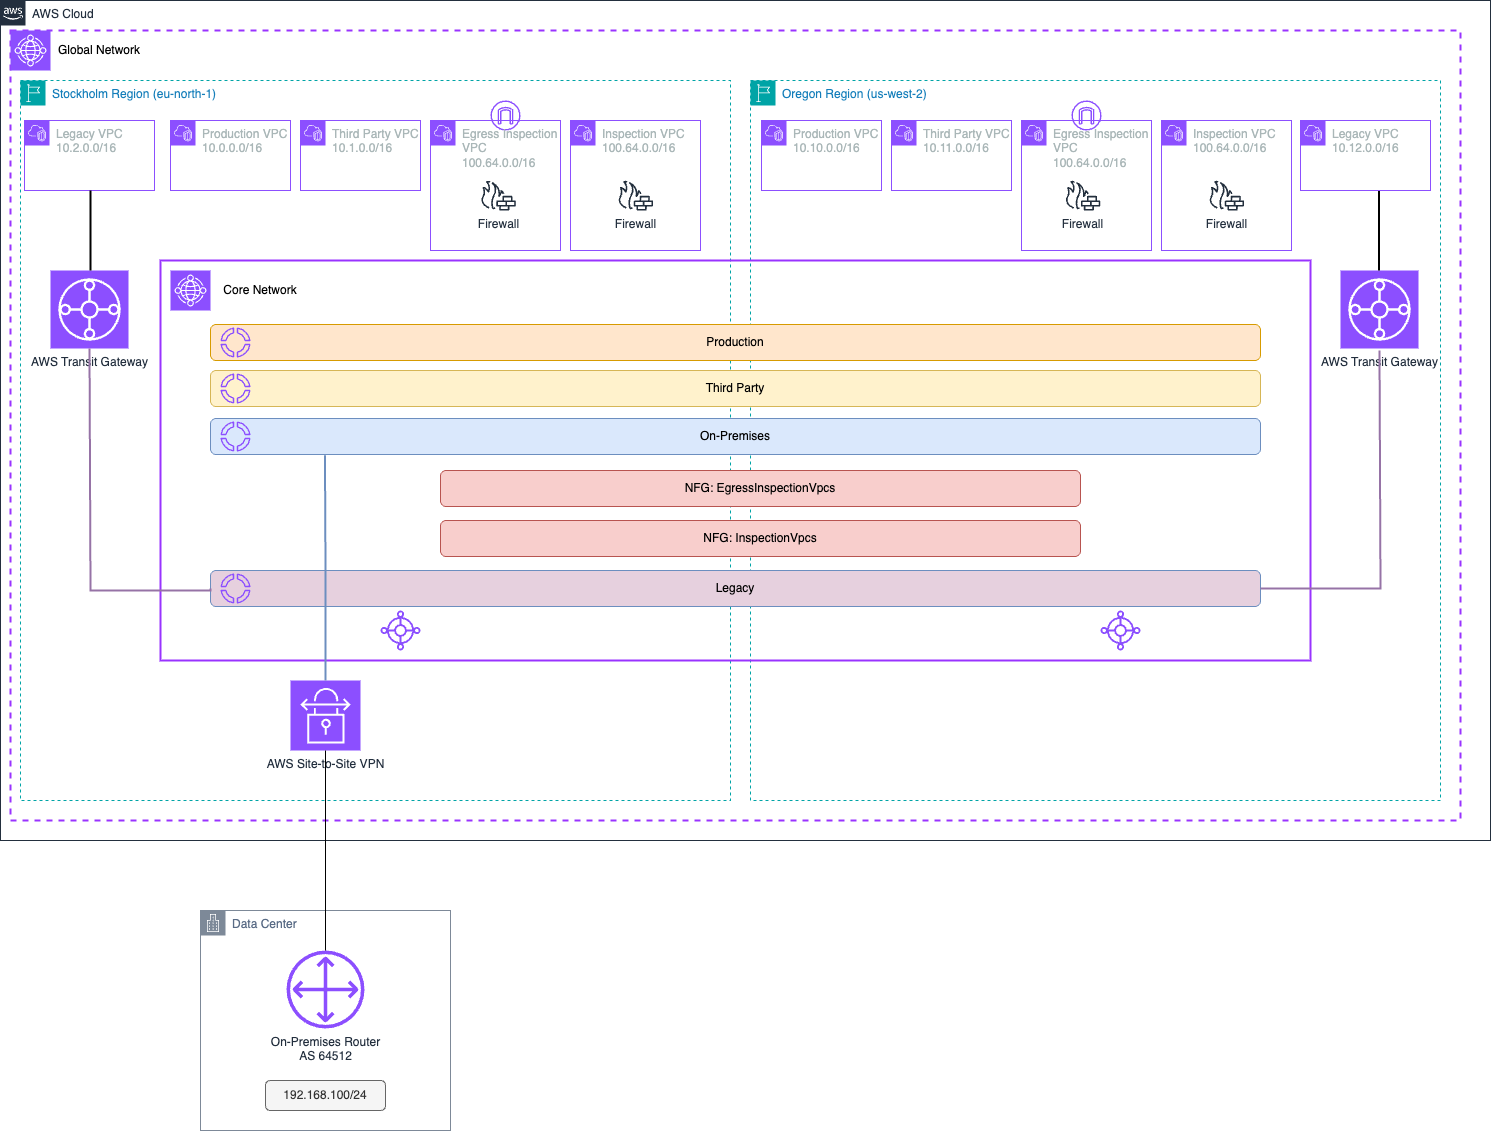 aws
AWS Cloud
Global Network
Stockholm Region (eu-north-1)
Legacy VPC
10.2.0.0/16
Production VPC
10.0.0.0/16
Third Party VPC
10.1.0.0/16
Egress Inspection
VPC
100.64.0.0/16
Firewall
Inspection VPC
100.64.0.0/16
Firewall
Oregon Region (us-west-2)
Production VPC
10.10.0.0/16
Third Party VPC
10.11.0.0/16
Egress Inspection
VPC
100.64.0.0/16
Firewall
Inspection VPC
100.64.0.0/16
Firewall
Legacy VPC
10.12.0.0/16
AWS Transit Gateway
AWS Transit Gateway
Core Network
Production
Third Party
On-Premises
NFG: EgressInspectionVpcs
NFG: InspectionVpcs
Legacy
AWS Site-to-Site VPN
Data Center
On-Premises Router
AS 64512
192.168.100/24